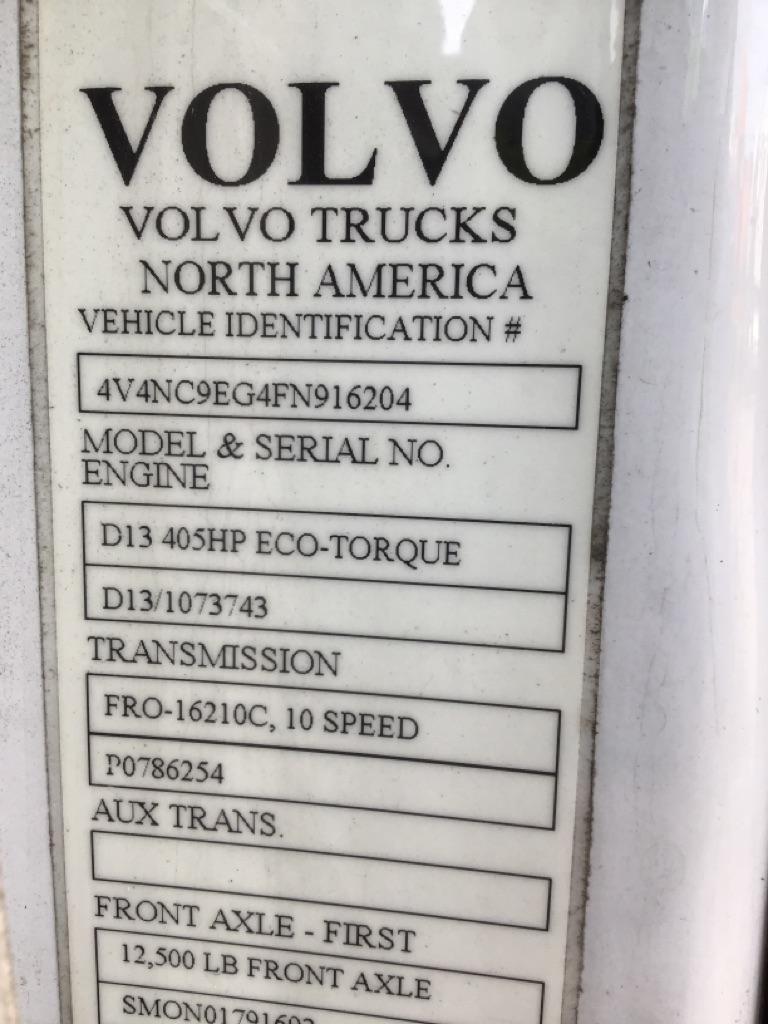 VOLVO
VOLVO TRUCKS
NORTH AMERICA
VEHICLE IDENTIFICATION #
4V4NC9EG4FN916204
MODEL & SERIAL NO.
ENGINE
D13 405HP ECO-TORQUE
D13/1073743
TRANSMISSION
FRO-16210C, 10 SPEED
P0786254
AUX TRANS.
FRONT AXLE - FIRST
12,500 LB FRONT AXLE